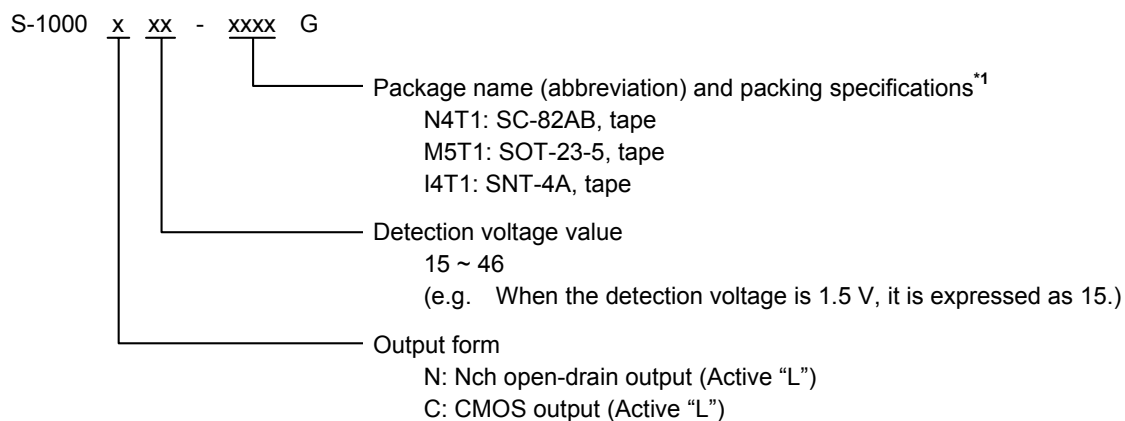 S-1000 x xx - xxxx G
Package name (abbreviation) and packing specifications*1
N4T1: SC-82AB, tape
M5T1: SOT-23-5, tape
I4T1: SNT-4A, tape
Detection voltage value
15 ~ 46
(e.g. When the detection voltage is 1.5 V, it is expressed as 15.)
Output form
N: Nch open-drain output (Active “L”)
C: CMOS output (Active “L”)